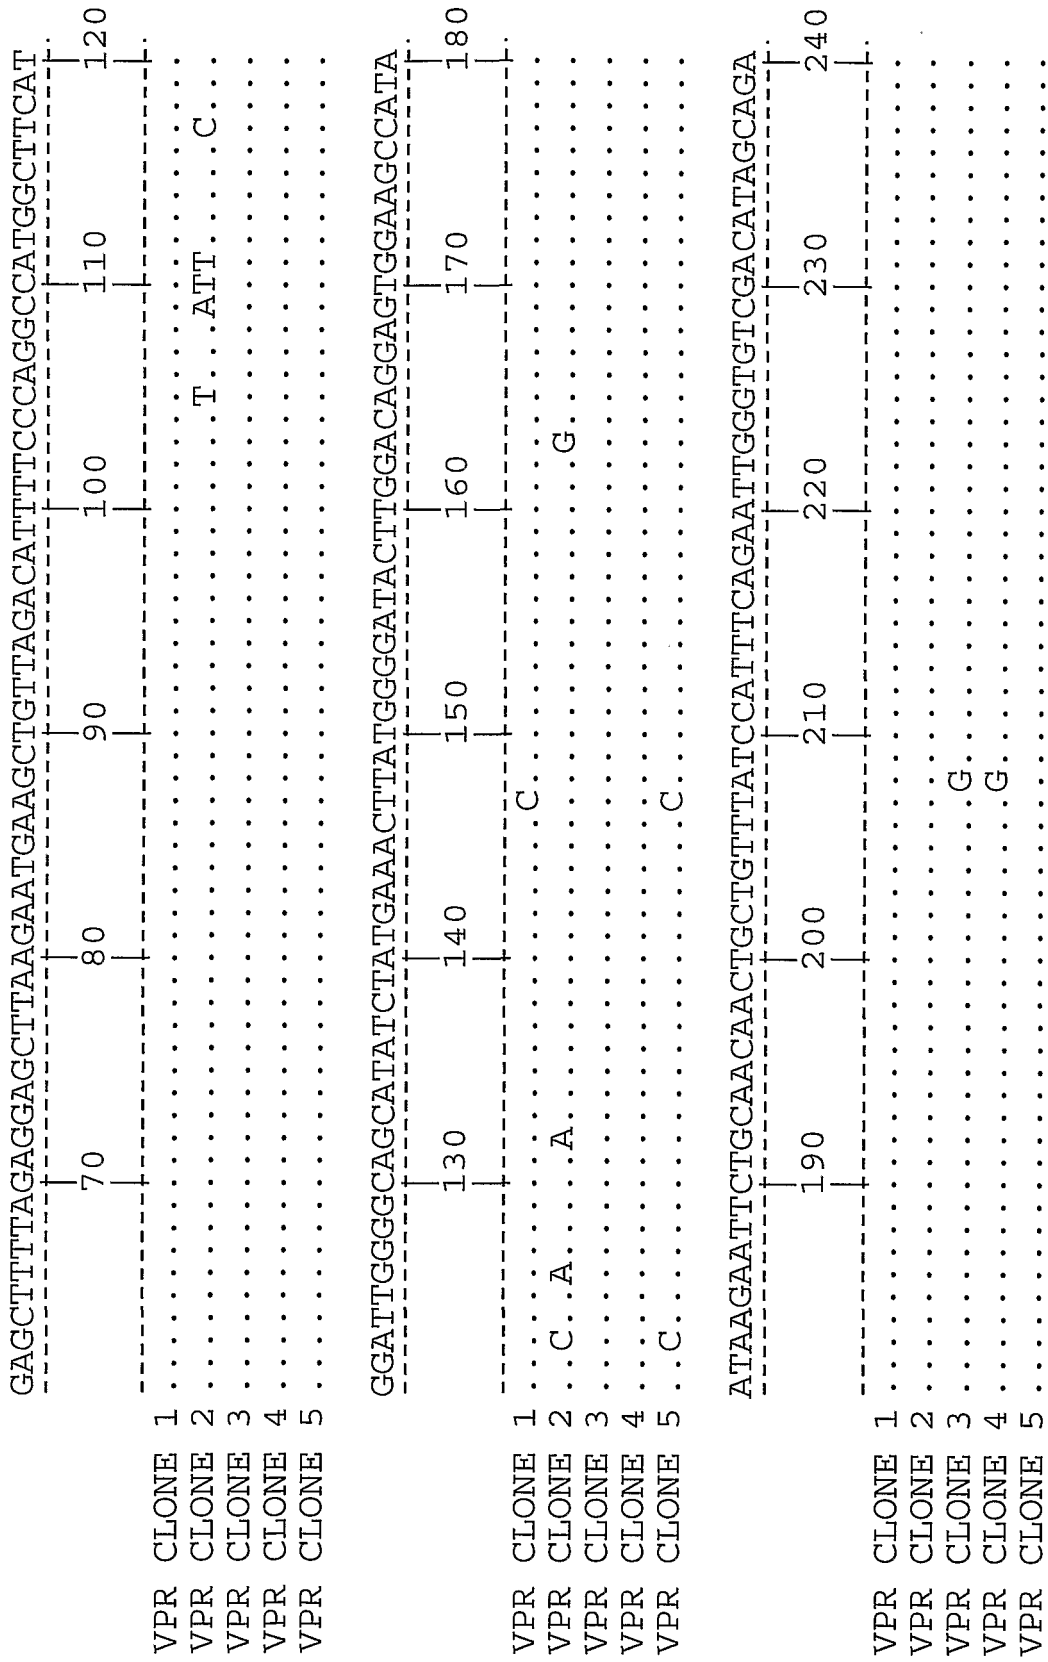 GAGCTTTTAGAGGAGCTTAAGAATGAAGCTGTTAGACATTTTCCCAGGCCATGGCTTCAT
70 80 90 100 110 120
VPR CLONE 1 ............................................................
VPR CLONE 2 ............................................T...ATT.....C...
VPR CLONE 3 ............................................................
VPR CLONE 4 ............................................................
VPR CLONE 5 ............................................................
GGATTGGGGCAGCATATCTATGAAACTTATGGGGATACTTGGACAGGAGTGGAAGCCATA
130 140 150 160 170 180
VPR CLONE 1 ..........................C.................................
VPR CLONE 2 ..C..A.....A..............................G.................
VPR CLONE 3 ............................................................
VPR CLONE 4 ............................................................
VPR CLONE 5 ..C.......................C.................................
ATAAGAATTCTGCAACAACTGCTGTTTATCCATTTCAGAATTGGGTGTCGACATAGCAGA
190 200 210 220 230 240
VPR CLONE 1 ............................................................
VPR CLONE 2 ............................................................
VPR CLONE 3 ...........................G................................
VPR CLONE 4 ...........................G................................
VPR CLONE 5 ............................................................